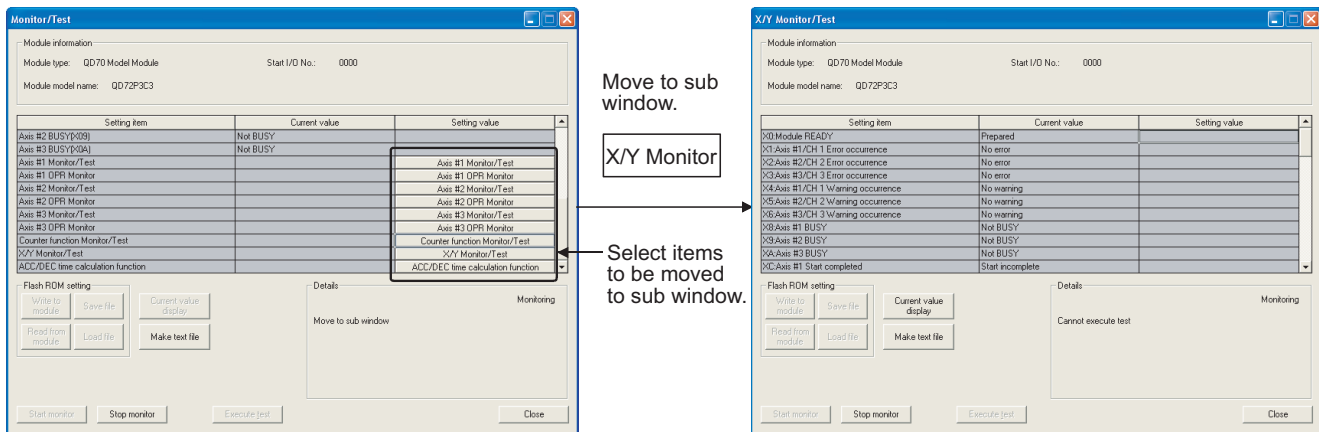 Monitor/Test
Module information
Module type: QD70 Model Module Start I/O No.: 0000
Module model name: QD72P3C3
Setting item Current value Setting value
Axis #2 BUSY(X09) Not BUSY
Axis #3 BUSY(X0A) Not BUSY
Axis #1 Monitor/Test Axis #1 Monitor/Test
Axis #1 OPR Monitor Axis #1 OPR Monitor
Axis #2 Monitor/Test Axis #2 Monitor/Test
Axis #2 OPR Monitor Axis #2 OPR Monitor
Axis #3 Monitor/Test Axis #3 Monitor/Test
Axis #3 OPR Monitor Axis #3 OPR Monitor
Counter function Monitor/Test Counter function Monitor/Test
X/Y Monitor/Test X/Y Monitor/Test
ACC/DEC time calculation function ACC/DEC time calculation function
Flash ROM setting
Write to
module
Save file
Current value
display
Read from
module
Load file
Make text file
Details
Monitoring
Move to sub window
Start monitor Stop monitor Execute test Close
Move to sub
window.
X/Y Monitor
Select items
to be moved
to sub window.
X/Y Monitor/Test
Module information
Module type: QD70 Model Module Start I/O No.: 0000
Module model name: QD72P3C3
Setting item Current value Setting value
X0:Module READY Prepared
X1:Axis #1/CH 1 Error occurrence No error
X2:Axis #2/CH 2 Error occurrence No error
X3:Axis #3/CH 3 Error occurrence No error
X4:Axis #1/CH 1 Warning occurrence No warning
X5:Axis #2/CH 2 Warning occurrence No warning
X6:Axis #3/CH 3 Warning occurrence No warning
X8:Axis #1 BUSY Not BUSY
X9:Axis #2 BUSY Not BUSY
XA:Axis #3 BUSY Not BUSY
XC:Axis #1 Start completed Start incomplete
Flash ROM setting
Write to
module
Save file
Current value
display
Read from
module
Load file
Make text file
Details
Monitoring
Cannot execute test
Start monitor Stop monitor Execute test Close